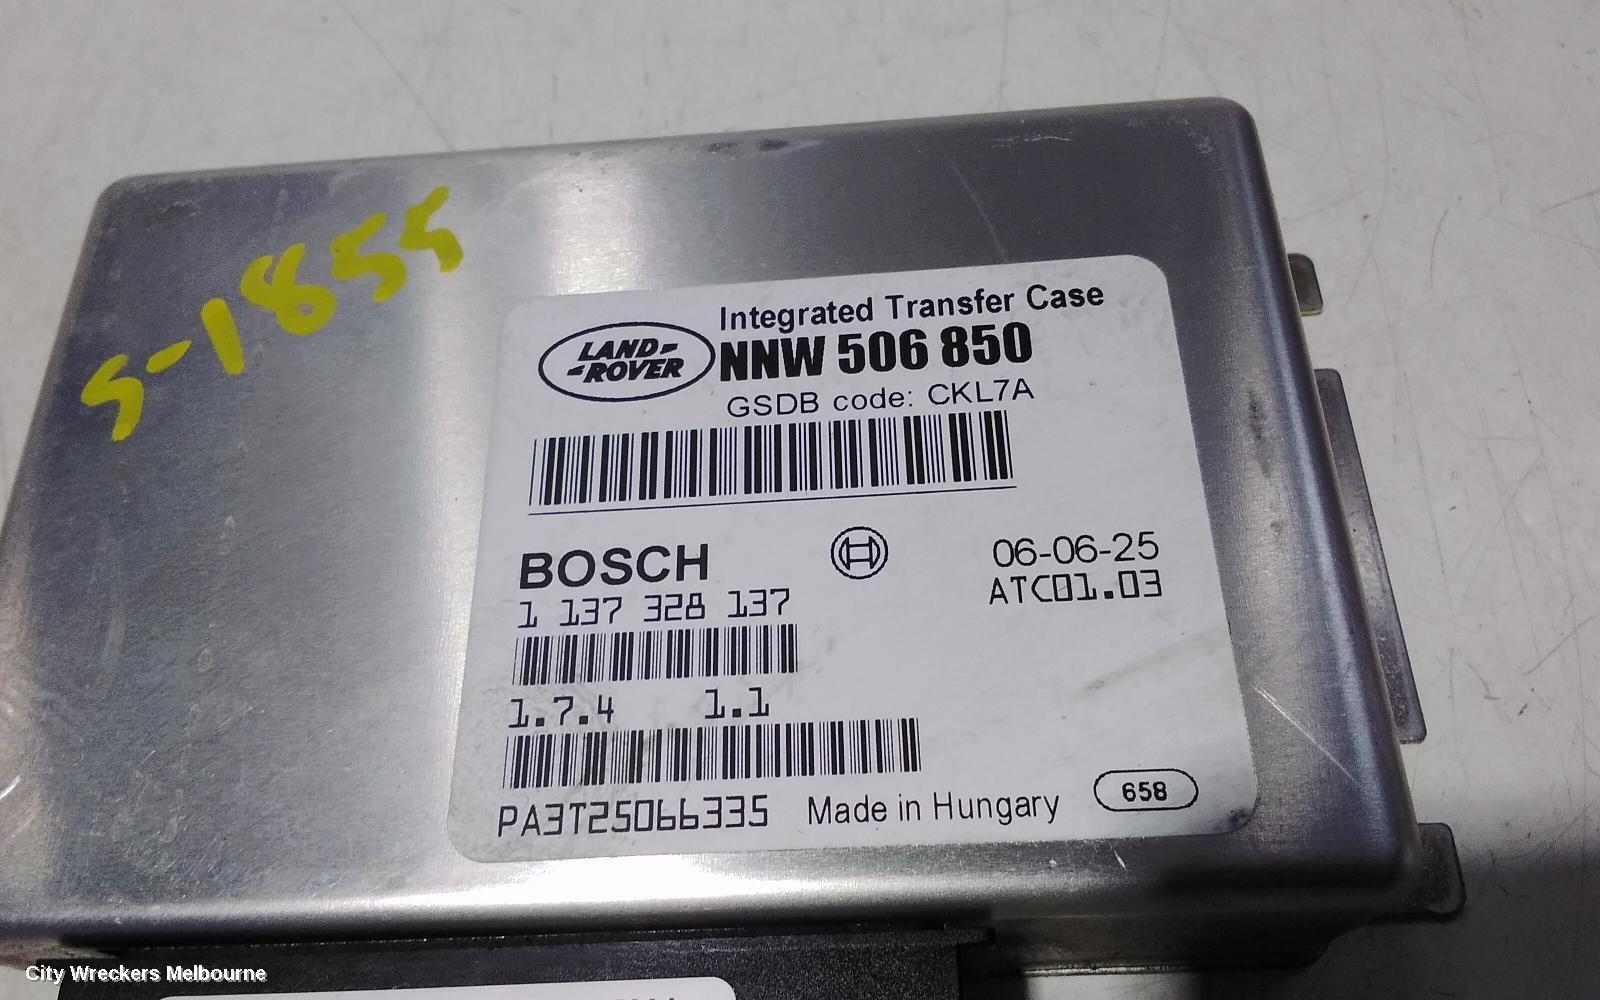 S-1855
LAND-
-ROVER
Integrated Transfer Case
NNW 506 850
GSDB code: CKL7A
BOSCH
06-06-25
1 137 328 137
ATC01.03
1.7.4 1.1
PA3T25066335
Made in Hungary
658
City Wreckers Melbourne